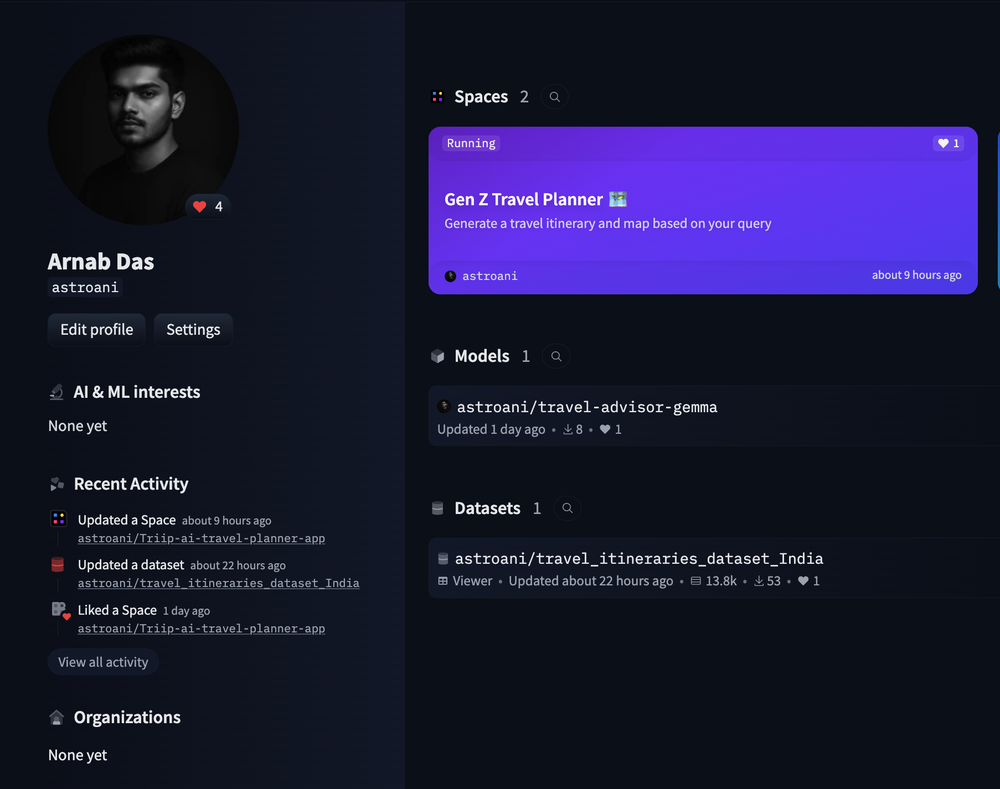 4
Arnab Das
astroani
Edit profile Settings
AI & ML interests
None yet
Recent Activity
Updated a Space about 9 hours ago
astroani/Triip-ai-travel-planner-app
Updated a dataset about 22 hours ago
astroani/travel_itineraries_dataset_India
Liked a Space 1 day ago
astroani/Triip-ai-travel-planner-app
View all activity
Organizations
None yet
Spaces 2
Running 1
Gen Z Travel Planner 🗺️
Generate a travel itinerary and map based on your query
astroani about 9 hours ago
Models 1
astroani/travel-advisor-gemma
Updated 1 day ago • 8 • 1
Datasets 1
astroani/travel_itineraries_dataset_India
Viewer • Updated about 22 hours ago • 13.8k • 53 • 1